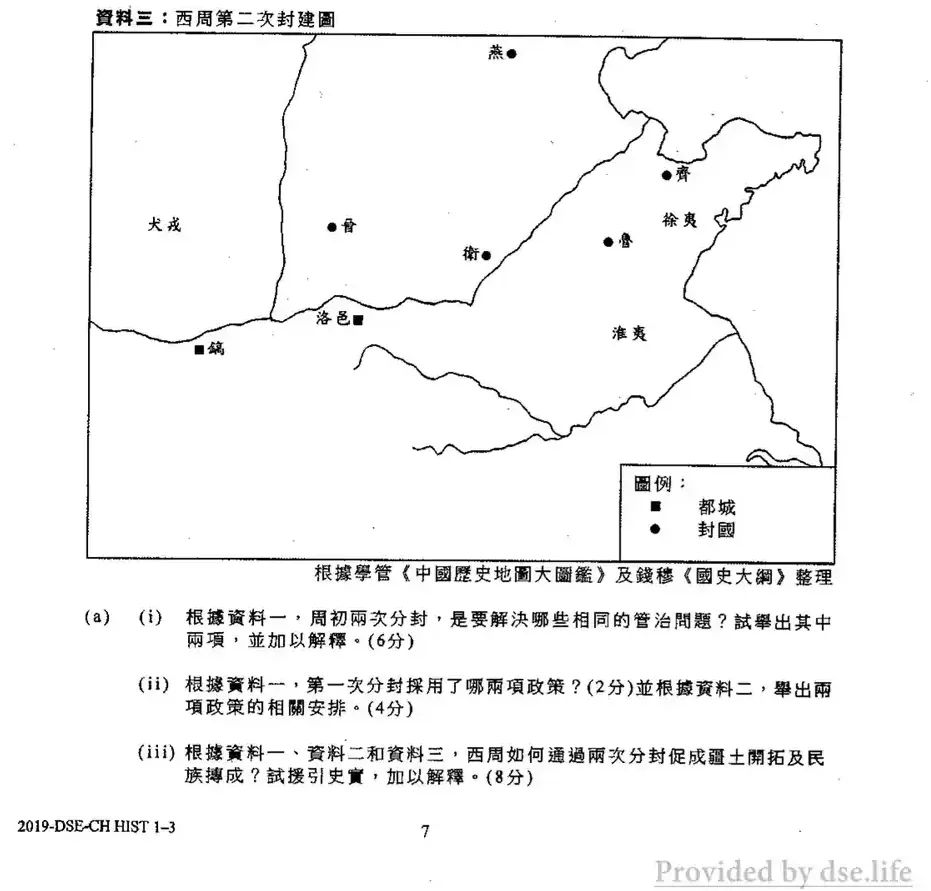 資料三：西周第二次封建圖
燕
齊
犬戎
徐夷
晉
魯
衛
洛邑
淮夷
鎬
圖例：
都城
封國
根據學管《中國歷史地圖大圖鑑》及錢穆《國史大綱》整理
(a) (i) 根據資料一，周初兩次分封，是要解決哪些相同的管治問題？試舉出其中
兩項，並加以解釋。(6分)
(ii) 根據資料一，第一次分封採用了哪兩項政策？(2分)並根據資料二，舉出兩
項政策的相關安排。(4分)
(iii) 根據資料一、資料二和資料三，西周如何通過兩次分封促成疆土開拓及民
族摶成？試援引史實，加以解釋。(8分)
2019-DSE-CH HIST 1–3
7
Provided by dse.life